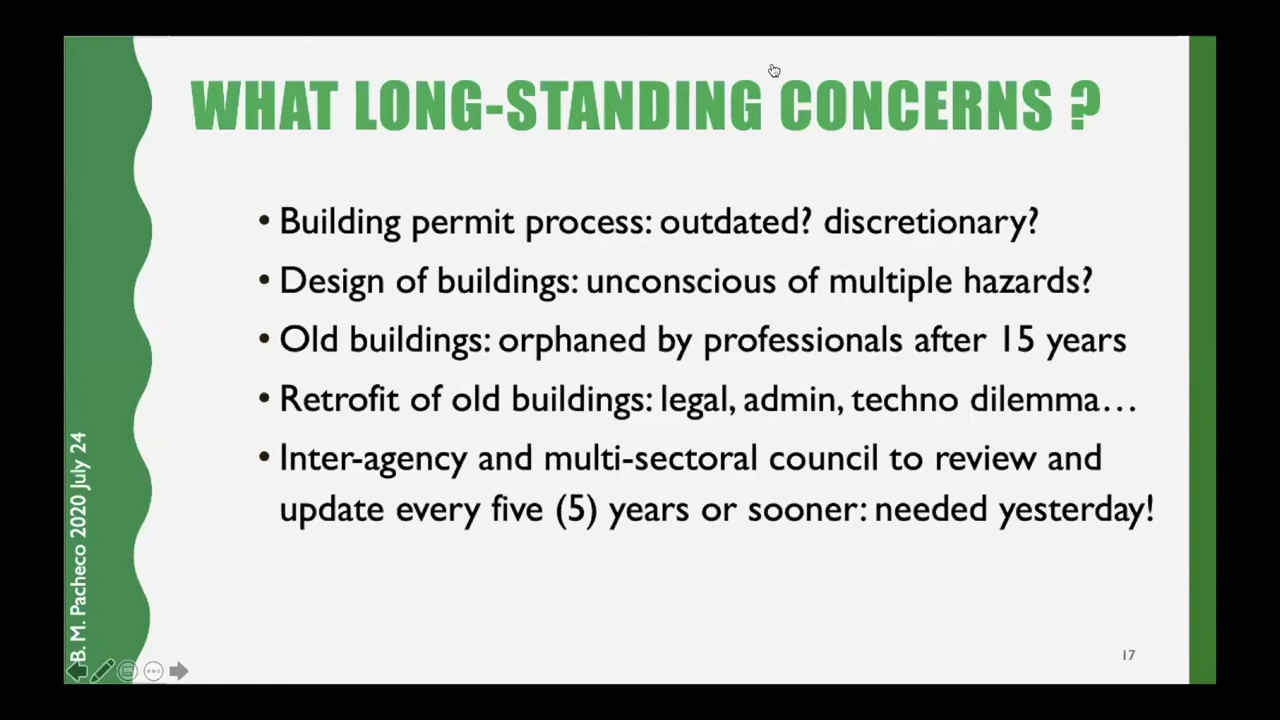 WHAT LONG-STANDING CONCERNS ?
• Building permit process: outdated? discretionary?
• Design of buildings: unconscious of multiple hazards?
• Old buildings: orphaned by professionals after 15 years
• Retrofit of old buildings: legal, admin, techno dilemma…
• Inter-agency and multi-sectoral council to review and
update every five (5) years or sooner: needed yesterday!
B. M. Pacheco 2020 July 24
17